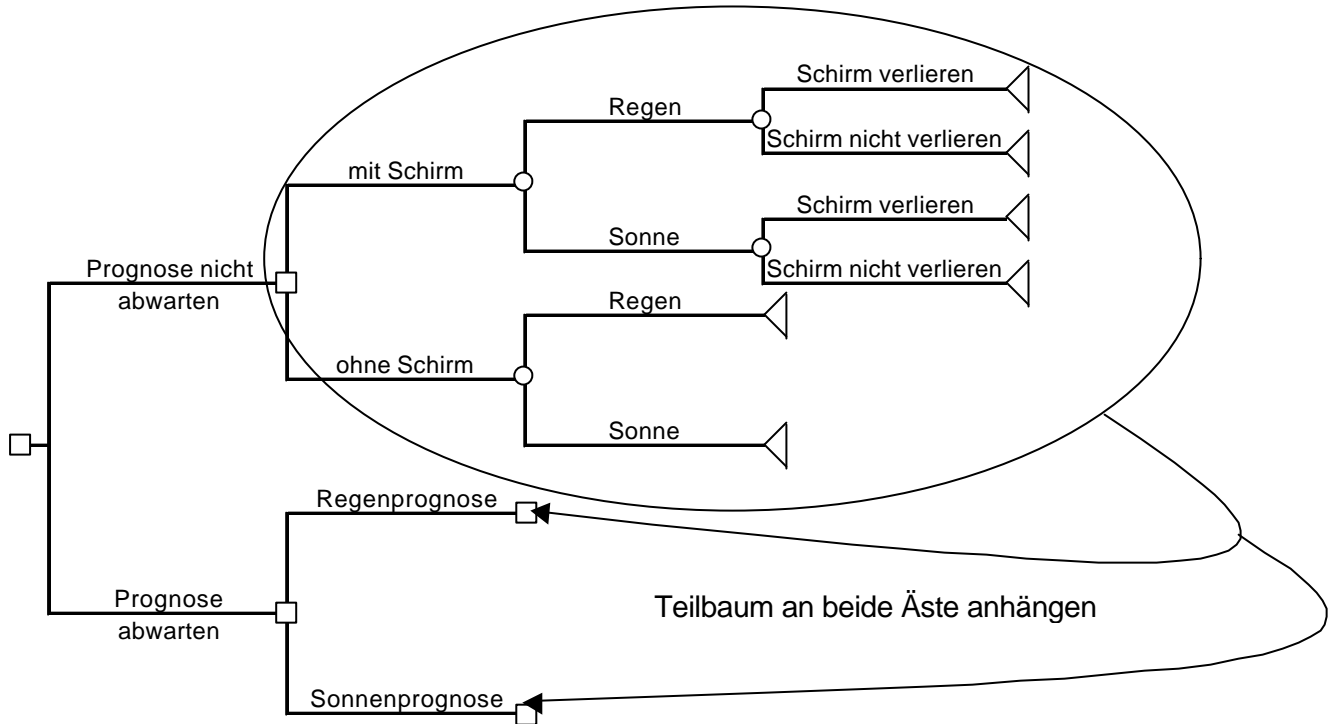 Schirm verlieren
Regen
Schirm nicht verlieren
mit Schirm
Schirm verlieren
Sonne
Schirm nicht verlieren
Prognose nicht
abwarten
Regen
ohne Schirm
Sonne
Regenprognose
Prognose
abwarten
Teilbaum an beide Äste anhängen
Sonnenprognose